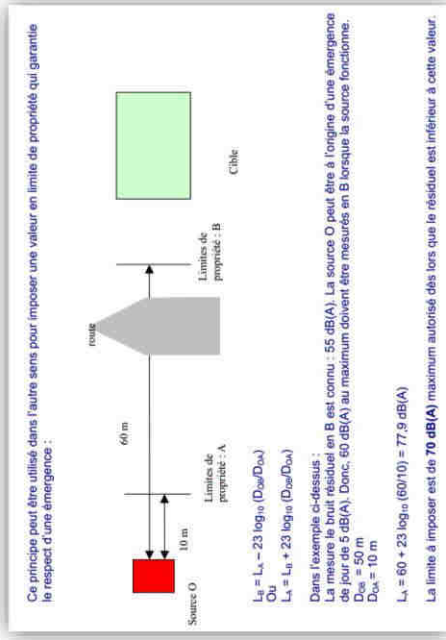 Ce principe peut être utilisé dans l'autre sens pour imposer une valeur en limite de propriété qui garantie
le respect d'une émergence :
route
60 m
10 m
Source O
Limites de
propriété : A
Limites de
propriété : B
Cible
L_B = L_A – 23 log₁₀ (D_OB/D_OA)
Ou
L_A = L_B + 23 log₁₀ (D_OB/D_OA)
Dans l'exemple ci-dessus :
La mesure le bruit résiduel en B est connu : 55 dB(A). La source O peut être à l'origine d'une émergence
de jour de 5 dB(A). Donc, 60 dB(A) au maximum doivent être mesurés en B lorsque la source fonctionne.
D_OB = 50 m
D_OA = 10 m
L_A = 60 + 23 log₁₀ (60/10) = 77,9 dB(A)
La limite à imposer est de 70 dB(A) maximum autorisé dès lors que le résiduel est inférieur à cette valeur.